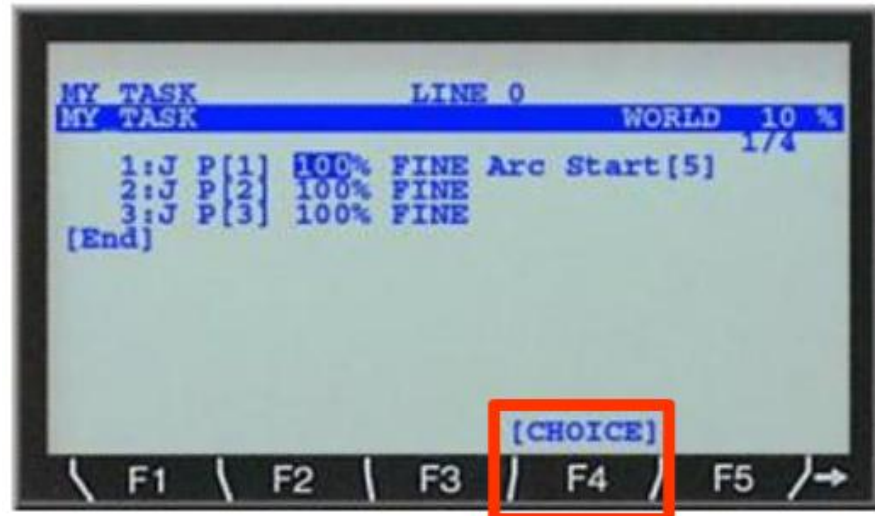 MY TASK LINE 0
MY TASK WORLD 10 %
1/4
1:J P[1] 100% FINE Arc Start[5]
2:J P[2] 100% FINE
3:J P[3] 100% FINE
[End]
[CHOICE]
F1 F2 F3 F4 F5